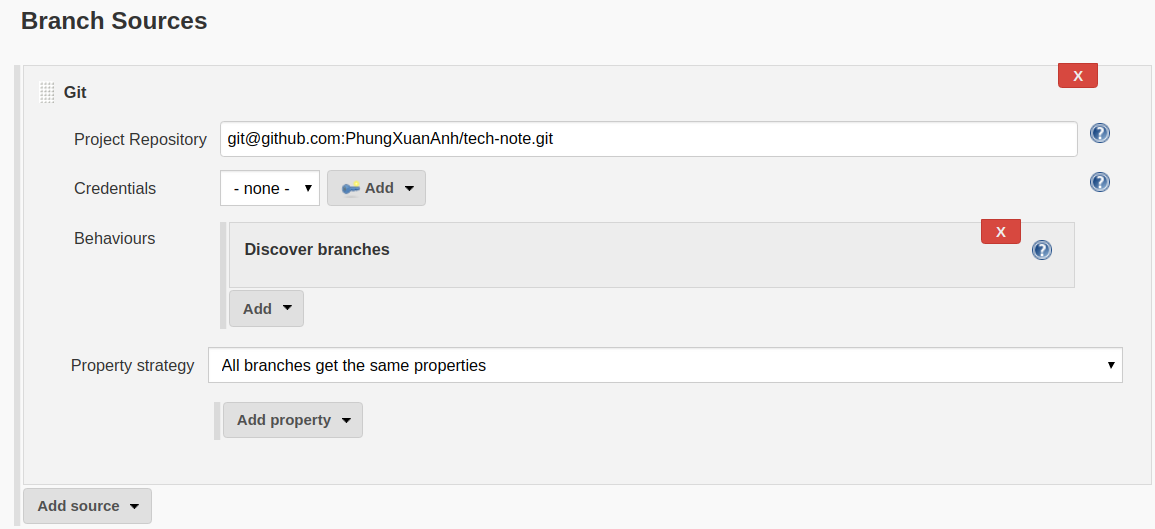 Branch Sources
X
Git
Project Repository git@github.com:PhungXuanAnh/tech-note.git ?
Credentials - none - Add ?
Behaviours
X
Discover branches ?
Add
Property strategy All branches get the same properties
Add property
Add source